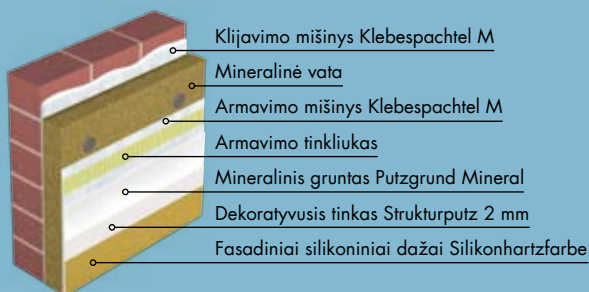 Klijavimo mišinys Klebespachtel M
Mineralinė vata
Armavimo mišinys Klebespachtel M
Armavimo tinkliukas
Mineralinis gruntas Putzgrund Mineral
Dekoratyvusis tinkas Strukturputz 2 mm
Fasadiniai silikoniniai dažai Silikonhartzfarbe